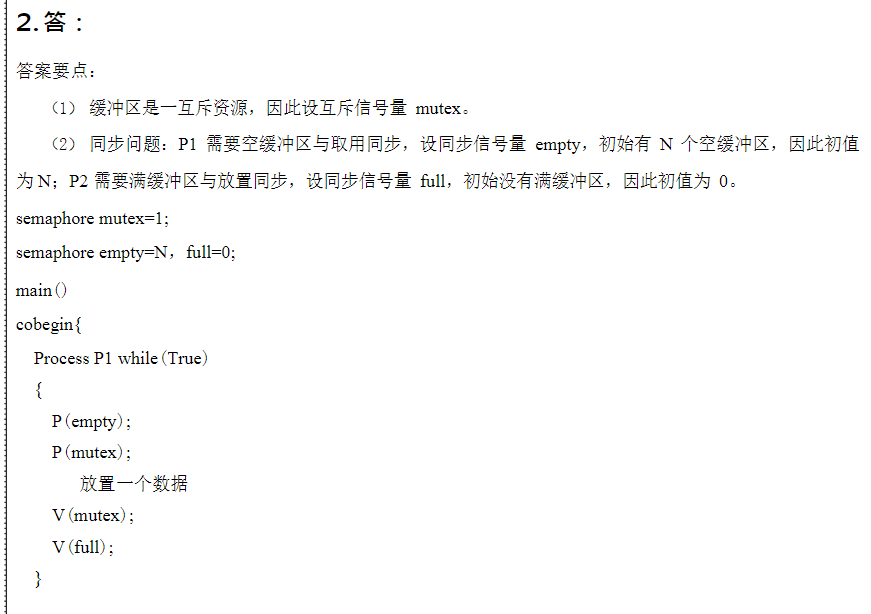 2.答：
答案要点：
（1） 缓冲区是一互斥资源，因此设互斥信号量 mutex。
（2） 同步问题：P1 需要空缓冲区与取用同步，设同步信号量 empty，初始有 N 个空缓冲区，因此初值
为N；P2 需要满缓冲区与放置同步，设同步信号量 full，初始没有满缓冲区，因此初值为 0。
semaphore mutex=1;
semaphore empty=N，full=0;
main()
cobegin{
Process P1 while(True)
{
P(empty);
P(mutex);
放置一个数据
V(mutex);
V(full);
}